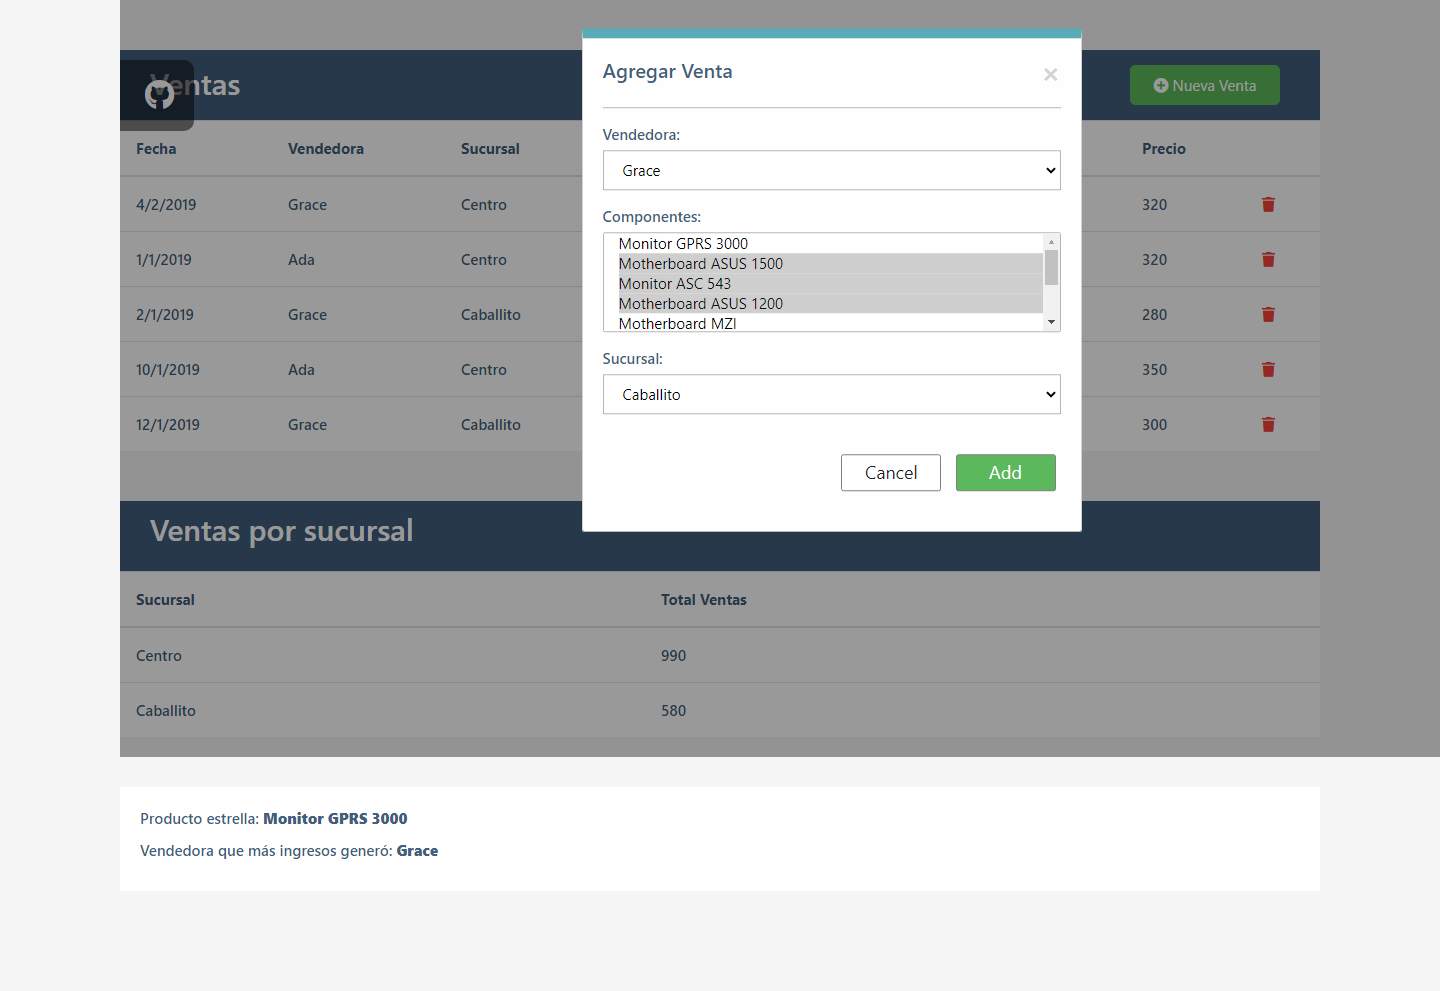 Ventas
Nueva Venta
Fecha Vendedora Sucursal Precio
4/2/2019 Grace Centro 320
1/1/2019 Ada Centro 320
2/1/2019 Grace Caballito 280
10/1/2019 Ada Centro 350
12/1/2019 Grace Caballito 300
Agregar Venta
×
Vendedora:
Grace
Componentes:
Monitor GPRS 3000
Motherboard ASUS 1500
Monitor ASC 543
Motherboard ASUS 1200
Motherboard MZI
Sucursal:
Caballito
Cancel Add
Ventas por sucursal
Sucursal Total Ventas
Centro 990
Caballito 580
Producto estrella: Monitor GPRS 3000
Vendedora que más ingresos generó: Grace